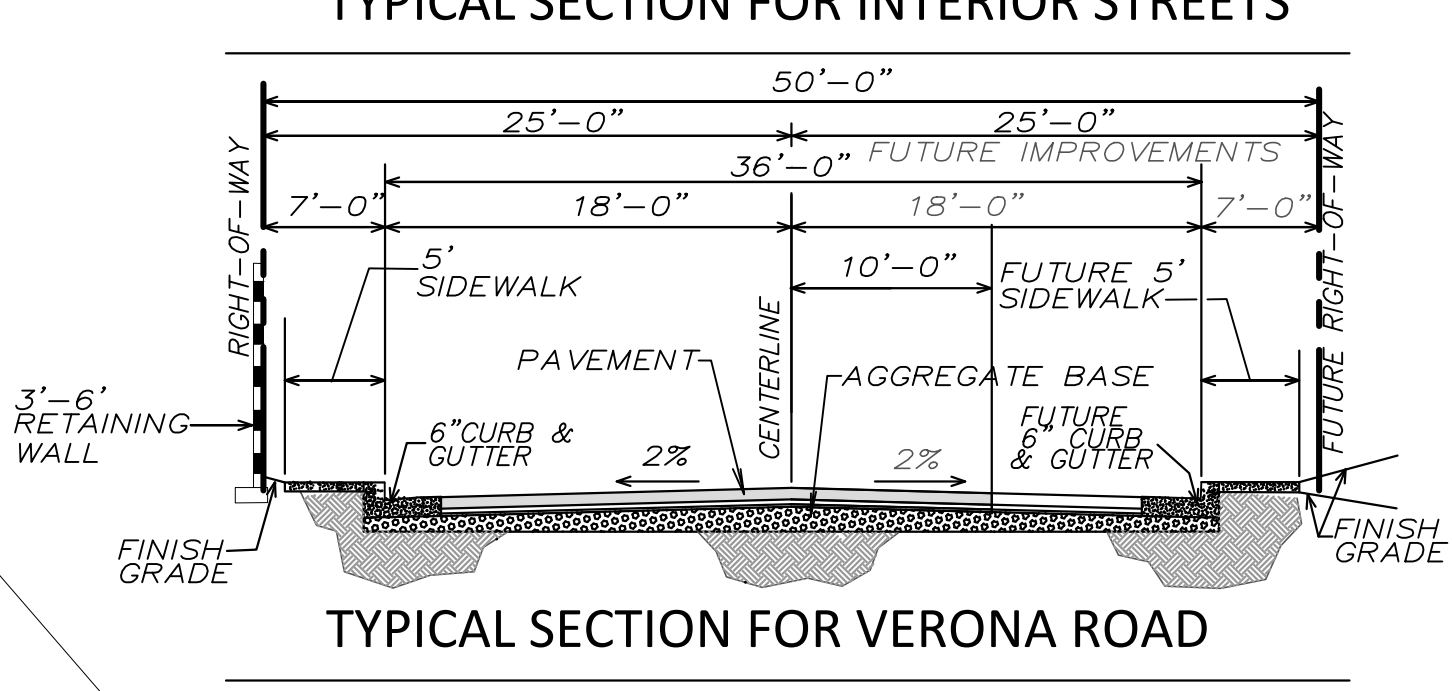 TYPICAL SECTION FOR INTERIOR STREETS
50'-0"
25'-0"
25'-0"
FUTURE IMPROVEMENTS
36'-0"
7'-0"
18'-0"
18'-0"
7'-0"
RIGHT-OF-WAY
FUTURE RIGHT-OF-WAY
5'
SIDEWALK
10'-0"
FUTURE 5'
SIDEWALK
CENTERLINE
PAVEMENT
AGGREGATE BASE
3'-6'
RETAINING
WALL
6"CURB &
GUTTER
2%
2%
FUTURE
6" CURB
& GUTTER
FINISH
GRADE
FINISH
GRADE
TYPICAL SECTION FOR VERONA ROAD